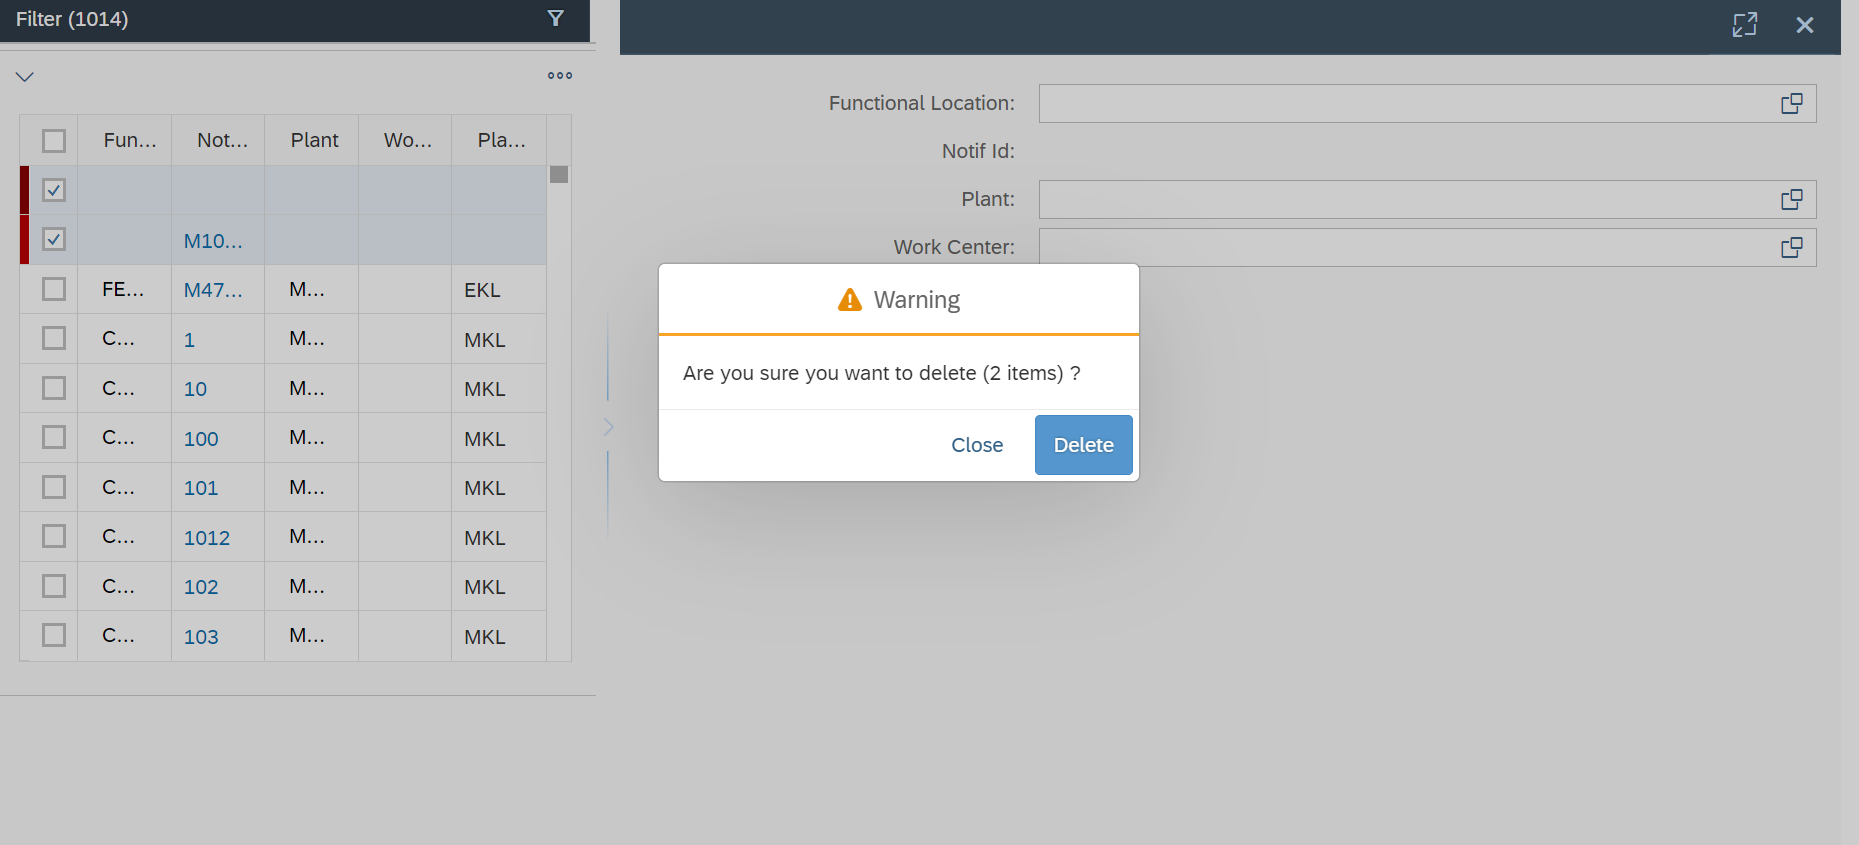 Filter (1014)
Fun... Not... Plant Wo... Pla...
M10...
FE... M47... M... EKL
C... 1 M... MKL
C... 10 M... MKL
C... 100 M... MKL
C... 101 M... MKL
C... 1012 M... MKL
C... 102 M... MKL
C... 103 M... MKL
Functional Location:
Notif Id:
Plant:
Work Center:
Warning
Are you sure you want to delete (2 items) ?
Close Delete